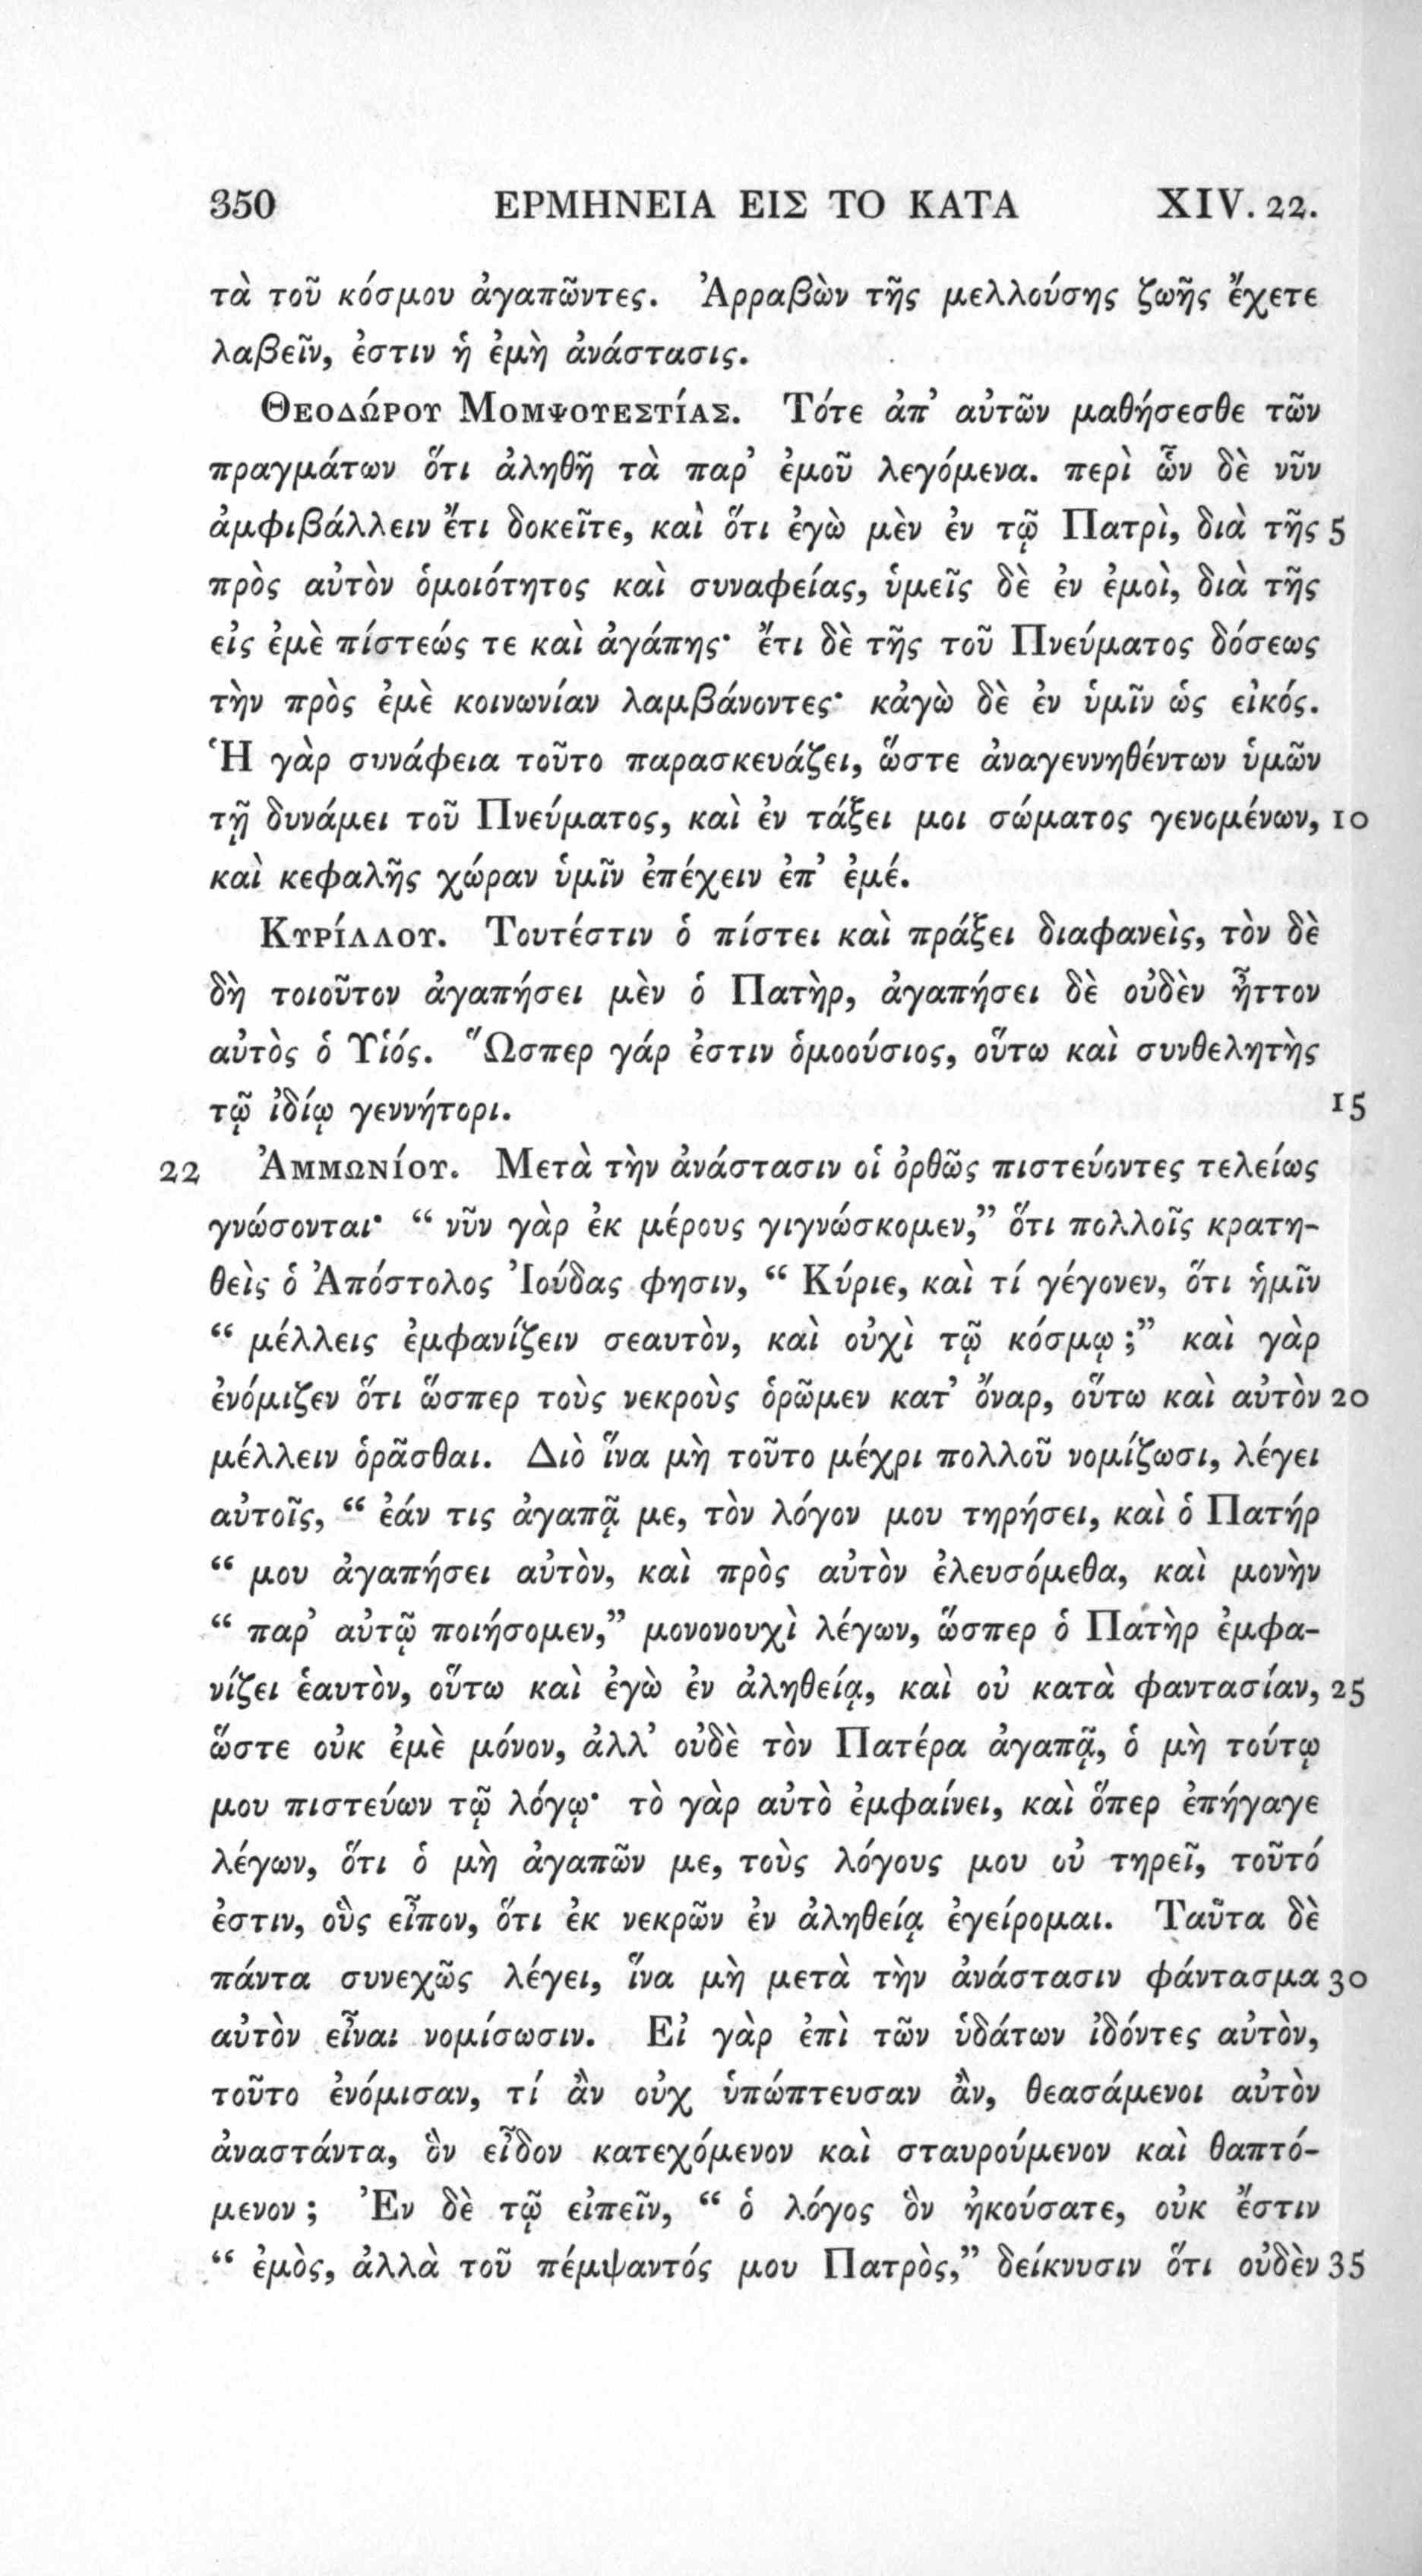 350 ΕΡΜΗΝΕΙΑ ΕΙΣ ΤΟ ΚΑΤΑ XIV. 22.
τὰ τοῦ κόσμου ἀγαπῶντες. Ἀρραβὼν τῆς μελλούσης ζωῆς ἔχετε
λαβεῖν, ἐστιν ἡ ἐμὴ ἀνάστασις.
Θεοδώρου Μομψουεστίας. Τότε ἀπ’ αὐτῶν μαθήσεσθε τῶν
πραγμάτων ὅτι ἀληθῆ τὰ παρ’ ἐμοῦ λεγόμενα. περὶ ὧν δὲ νῦν
ἀμφιβάλλειν ἔτι δοκεῖτε, καὶ ὅτι ἐγὼ μὲν ἐν τῷ Πατρὶ, διὰ τῆς 5
πρὸς αὐτὸν ὁμοιότητος καὶ συναφείας, ὑμεῖς δὲ ἐν ἐμοὶ, διὰ τῆς
εἰς ἐμὲ πίστεώς τε καὶ ἀγάπης· ἔτι δὲ τῆς τοῦ Πνεύματος δόσεως
τὴν πρὸς ἐμὲ κοινωνίαν λαμβάνοντες· κἀγὼ δὲ ἐν ὑμῖν ὡς εἰκός.
Ἡ γὰρ συνάφεια τοῦτο παρασκευάζει, ὥστε ἀναγεννηθέντων ὑμῶν
τῇ δυνάμει τοῦ Πνεύματος, καὶ ἐν τάξει μοι σώματος γενομένων, 10
καὶ κεφαλῆς χώραν ὑμῖν ἐπέχειν ἐπ’ ἐμέ.
Κυρίλλου. Τουτέστιν ὁ πίστει καὶ πράξει διαφανεὶς, τὸν δὲ
δὴ τοιοῦτον ἀγαπήσει μὲν ὁ Πατὴρ, ἀγαπήσει δὲ οὐδὲν ἧττον
αὐτὸς ὁ Υἱός. Ὥσπερ γάρ ἐστιν ὁμοούσιος, οὕτω καὶ συνθελητὴς
τῷ ἰδίῳ γεννήτορι. 15
22 Ἀμμωνίου. Μετὰ τὴν ἀνάστασιν οἱ ὀρθῶς πιστεύοντες τελείως
γνώσονται· “ νῦν γὰρ ἐκ μέρους γιγνώσκομεν,” ὅτι πολλοῖς κρατη-
θεὶς ὁ Ἀπόστολος Ἰούδας φησιν, “ Κύριε, καὶ τί γέγονεν, ὅτι ἡμῖν
“ μέλλεις ἐμφανίζειν σεαυτὸν, καὶ οὐχὶ τῷ κόσμῳ ;” καὶ γὰρ
ἐνόμιζεν ὅτι ὥσπερ τοὺς νεκροὺς ὁρῶμεν κατ’ ὄναρ, οὕτω καὶ αὐτὸν 20
μέλλειν ὁρᾶσθαι. Διὸ ἵνα μὴ τοῦτο μέχρι πολλοῦ νομίζωσι, λέγει
αὐτοῖς, “ ἐάν τις ἀγαπᾷ με, τὸν λόγον μου τηρήσει, καὶ ὁ Πατήρ
“ μου ἀγαπήσει αὐτὸν, καὶ πρὸς αὐτὸν ἐλευσόμεθα, καὶ μονὴν
“ παρ’ αὐτῷ ποιήσομεν,” μονονουχὶ λέγων, ὥσπερ ὁ Πατὴρ ἐμφα-
νίζει ἑαυτὸν, οὕτω καὶ ἐγὼ ἐν ἀληθείᾳ, καὶ οὐ κατὰ φαντασίαν, 25
ὥστε οὐκ ἐμὲ μόνον, ἀλλ’ οὐδὲ τὸν Πατέρα ἀγαπᾷ, ὁ μὴ τούτῳ
μου πιστεύων τῷ λόγῳ· τὸ γὰρ αὐτὸ ἐμφαίνει, καὶ ὅπερ ἐπήγαγε
λέγων, ὅτι ὁ μὴ ἀγαπῶν με, τοὺς λόγους μου οὐ τηρεῖ, τοῦτό
ἐστιν, οὓς εἶπον, ὅτι ἐκ νεκρῶν ἐν ἀληθείᾳ ἐγείρομαι. Ταῦτα δὲ
πάντα συνεχῶς λέγει, ἵνα μὴ μετὰ τὴν ἀνάστασιν φάντασμα 30
αὐτὸν εἶναι νομίσωσιν. Εἰ γὰρ ἐπὶ τῶν ὑδάτων ἰδόντες αὐτὸν,
τοῦτο ἐνόμισαν, τί ἂν οὐχ ὑπώπτευσαν ἂν, θεασάμενοι αὐτὸν
ἀναστάντα, ὃν εἶδον κατεχόμενον καὶ σταυρούμενον καὶ θαπτό-
μενον ; Ἐν δὲ τῷ εἰπεῖν, “ ὁ λόγος ὃν ἠκούσατε, οὐκ ἔστιν
“ ἐμὸς, ἀλλὰ τοῦ πέμψαντός μου Πατρὸς,” δείκνυσιν ὅτι οὐδὲν 35